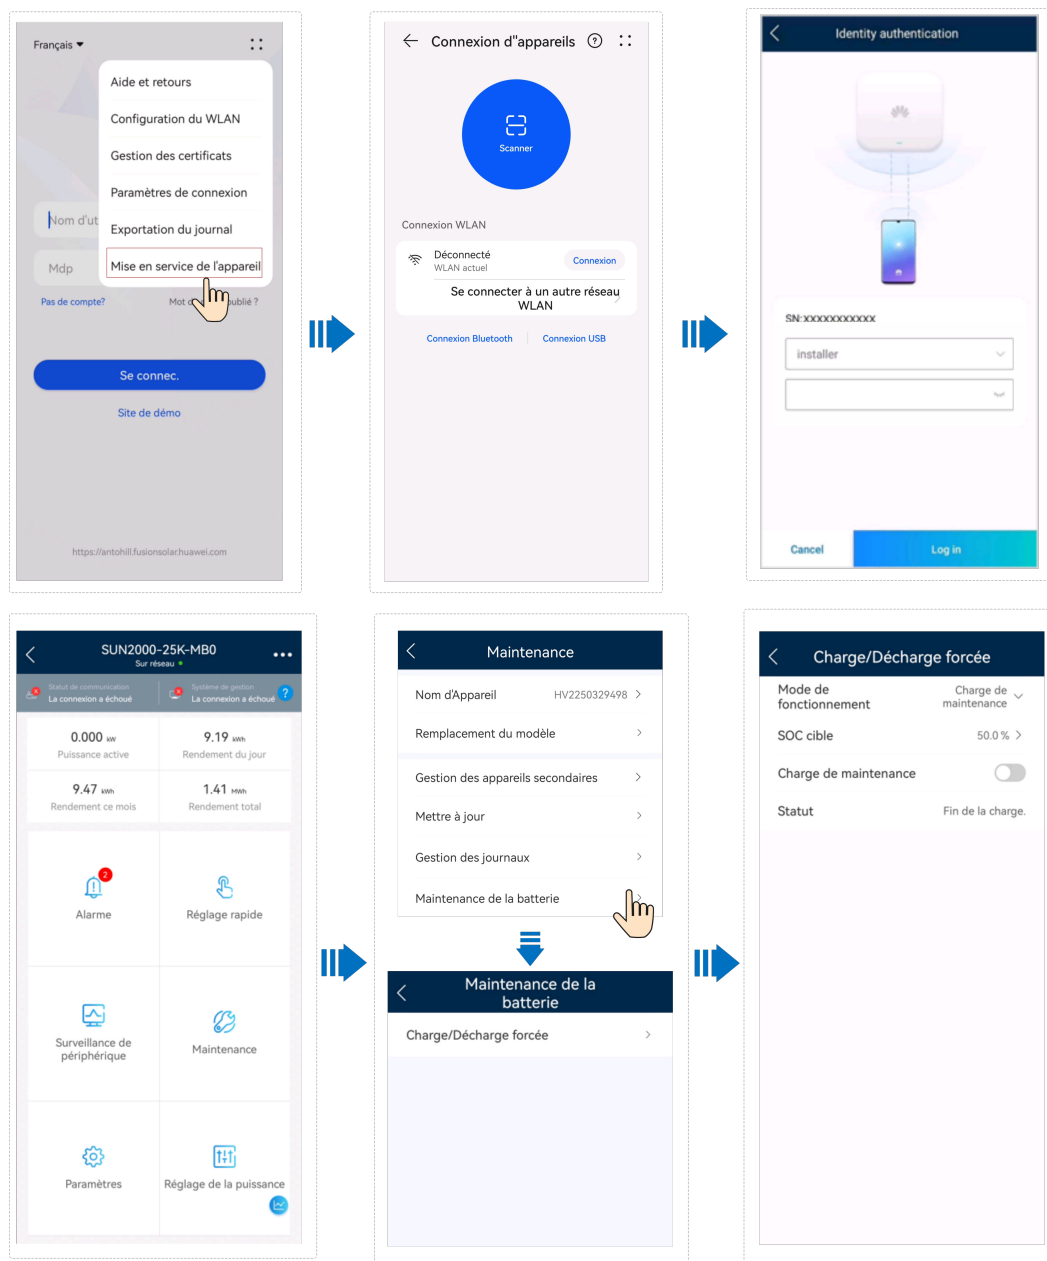 Français
Aide et retours
Configuration du WLAN
Gestion des certificats
Paramètres de connexion
Exportation du journal
Mise en service de l'appareil
Nom d'ut
Mdp
Pas de compte?
Mot d
ublié ?
Se connec.
Site de démo
https://antohill.fusionsolar.huawei.com
Connexion d"appareils
Scanner
Connexion WLAN
Déconnecté
WLAN actuel
Connexion
Se connecter à un autre réseau
WLAN
Connexion Bluetooth
Connexion USB
Identity authentication
SN:xxxxxxxxxxx
installer
Cancel
Log in
SUN2000-25K-MB0
Sur réseau
Statut de communication
La connexion a échoué
Système de gestion
La connexion a échoué
?
0.000 kW
Puissance active
9.19 kWh
Rendement du jour
9.47 kWh
Rendement ce mois
1.41 MWh
Rendement total
2
Alarme
Réglage rapide
Surveillance de
périphérique
Maintenance
Paramètres
Réglage de la puissance
Maintenance
Nom d'Appareil
HV2250329498
Remplacement du modèle
Gestion des appareils secondaires
Mettre à jour
Gestion des journaux
Maintenance de la batterie
Maintenance de la
batterie
Charge/Décharge forcée
Charge/Décharge forcée
Mode de
fonctionnement
Charge de
maintenance
SOC cible
50.0 %
Charge de maintenance
Statut
Fin de la charge.